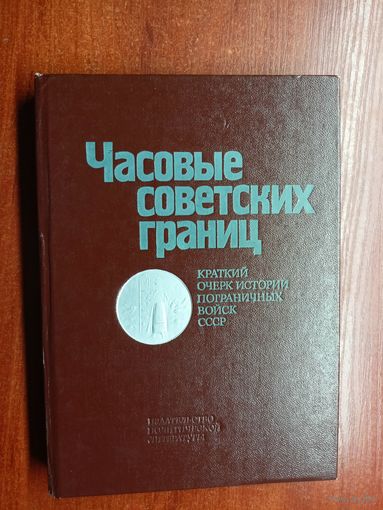 Часовые
советских
границ
КРАТКИЙ
ОЧЕРК ИСТОРИИ
ПОГРАНИЧНЫХ
ВОЙСК
СССР
ИЗДАТЕЛЬСТВО
ПОЛИТИЧЕСКОЙ
ЛИТЕРАТУРЫ